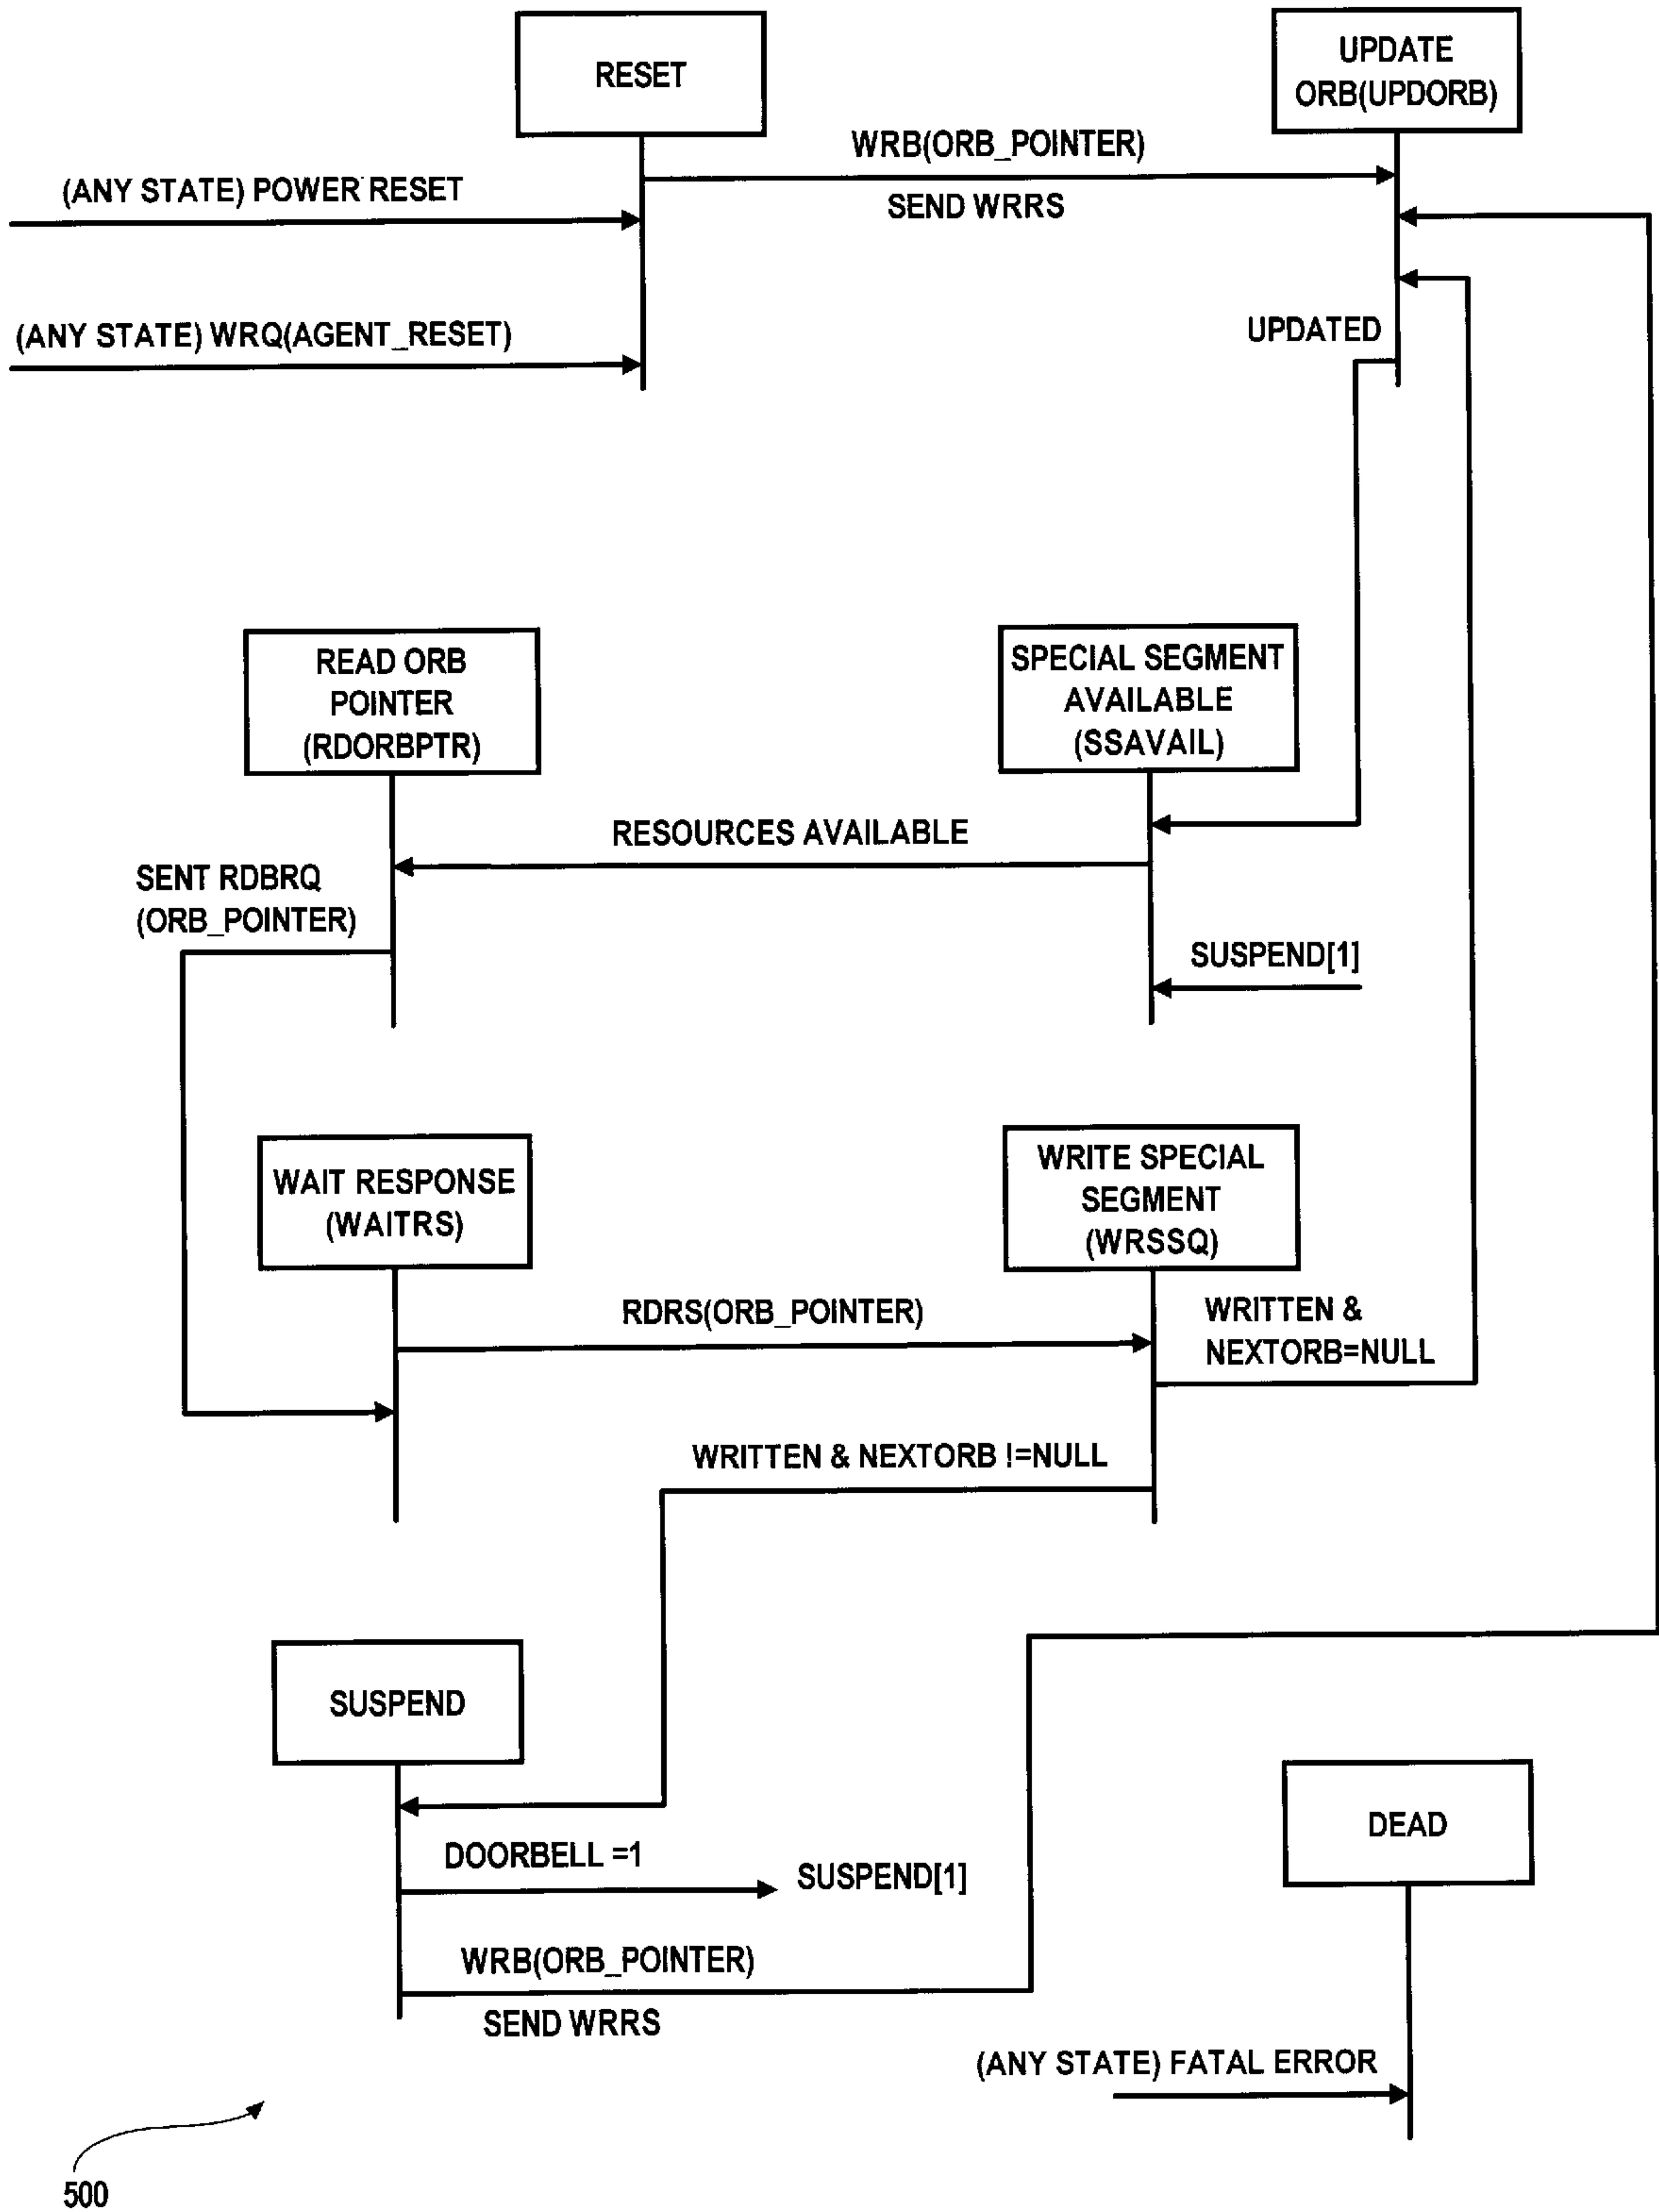 RESET
UPDATE
ORB(UPDORB)
WRB(ORB_POINTER)
(ANY STATE) POWER RESET
SEND WRRS
(ANY STATE) WRQ(AGENT_RESET)
UPDATED
READ ORB
POINTER
(RDORBPTR)
SPECIAL SEGMENT
AVAILABLE
(SSAVAIL)
RESOURCES AVAILABLE
SENT RDBRQ
(ORB_POINTER)
SUSPEND[1]
WAIT RESPONSE
(WAITRS)
WRITE SPECIAL
SEGMENT
(WRSSQ)
RDRS(ORB_POINTER)
WRITTEN &
NEXTORB=NULL
WRITTEN & NEXTORB !=NULL
SUSPEND
DEAD
DOORBELL =1
SUSPEND[1]
WRB(ORB_POINTER)
SEND WRRS
(ANY STATE) FATAL ERROR
500